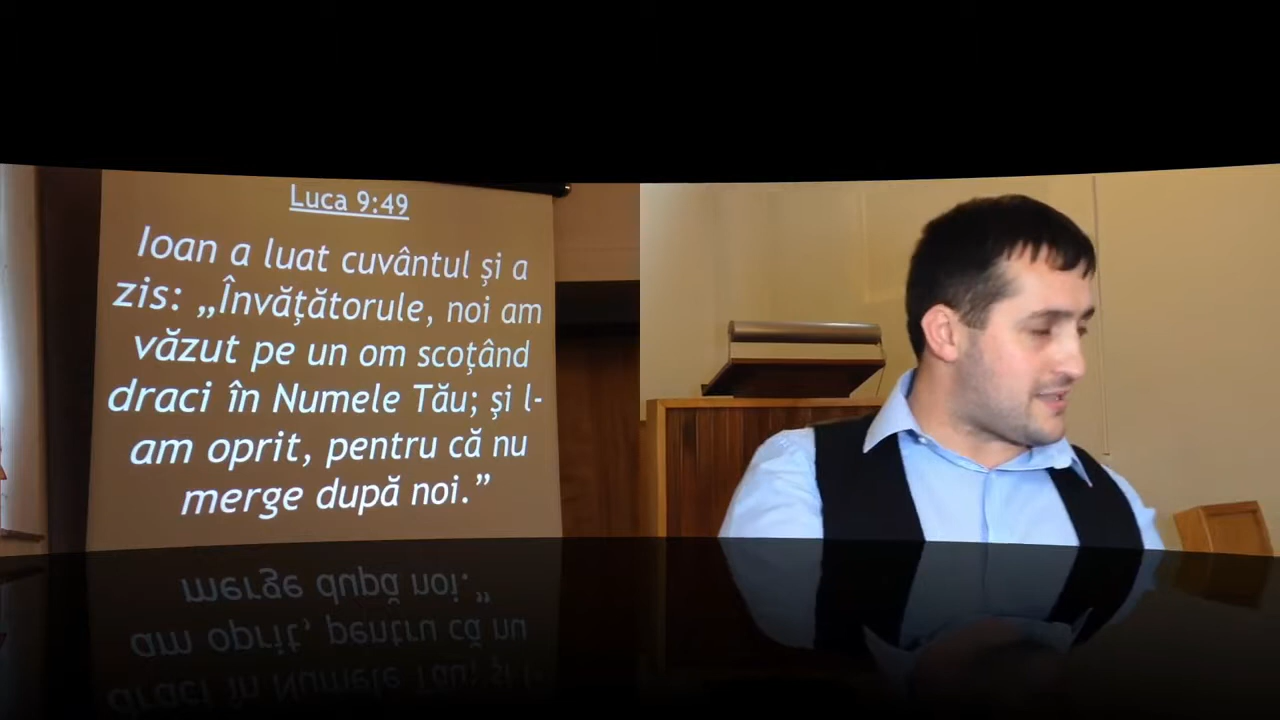 Luca 9:49
Ioan a luat cuvântul şi a
zis: „Învăţătorule, noi am
văzut pe un om scoţând
draci în Numele Tău; şi l-
am oprit, pentru că nu
merge după noi.”